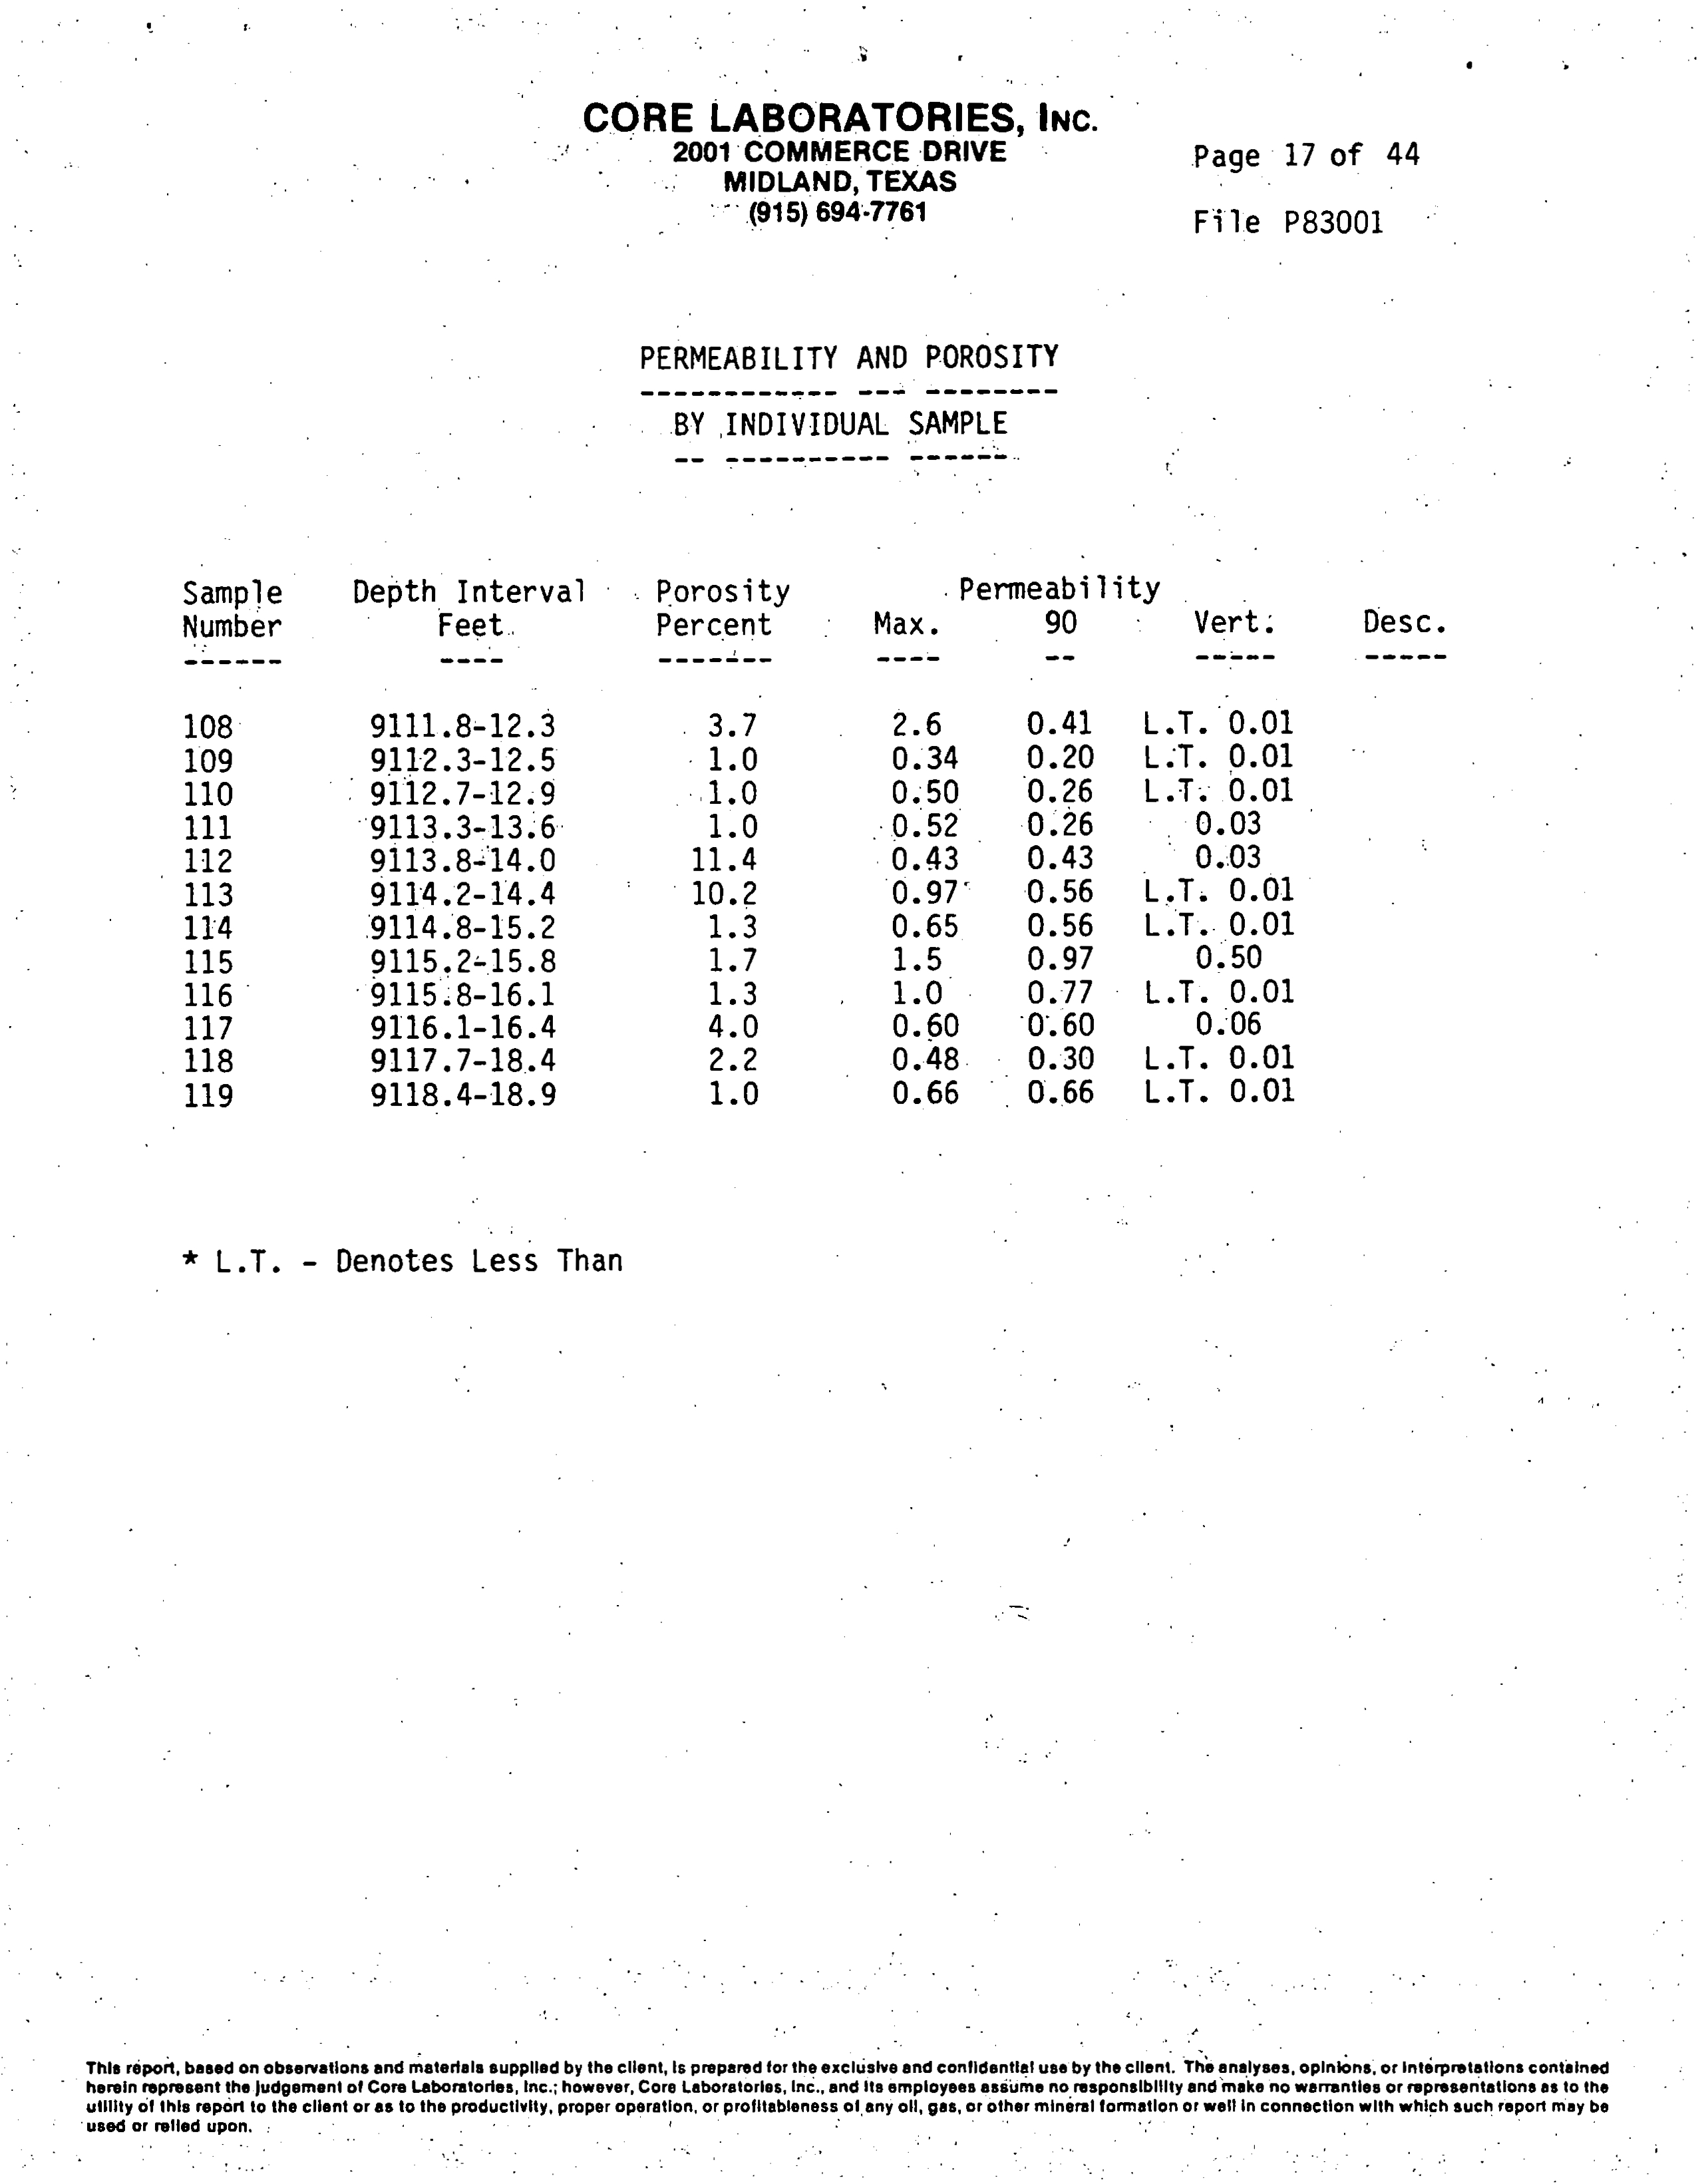 CORE LABORATORIES, INC.
2001 COMMERCE DRIVE
MIDLAND, TEXAS
(915) 694-7761
Page 17 of 44
File P83001
PERMEABILITY AND POROSITY
------------ --- --------
BY INDIVIDUAL SAMPLE
-- ---------- ------
Sample Depth Interval Porosity Permeability
Number Feet Percent Max. 90 Vert. Desc.
------ ---- ------- ---- -- ----- -----
108 9111.8-12.3 3.7 2.6 0.41 L.T. 0.01
109 9112.3-12.5 1.0 0.34 0.20 L.T. 0.01
110 9112.7-12.9 1.0 0.50 0.26 L.T. 0.01
111 9113.3-13.6 1.0 0.52 0.26 0.03
112 9113.8-14.0 11.4 0.43 0.43 0.03
113 9114.2-14.4 10.2 0.97 0.56 L.T. 0.01
114 9114.8-15.2 1.3 0.65 0.56 L.T. 0.01
115 9115.2-15.8 1.7 1.5 0.97 0.50
116 9115.8-16.1 1.3 1.0 0.77 L.T. 0.01
117 9116.1-16.4 4.0 0.60 0.60 0.06
118 9117.7-18.4 2.2 0.48 0.30 L.T. 0.01
119 9118.4-18.9 1.0 0.66 0.66 L.T. 0.01
* L.T. - Denotes Less Than
This report, based on observations and materials supplied by the client, is prepared for the exclusive and confidential use by the client. The analyses, opinions, or interpretations contained
herein represent the judgement of Core Laboratories, Inc.; however, Core Laboratories, Inc., and its employees assume no responsibility and make no warranties or representations as to the
utility of this report to the client or as to the productivity, proper operation, or profitableness of any oil, gas, or other mineral formation or well in connection with which such report may be
used or relied upon.